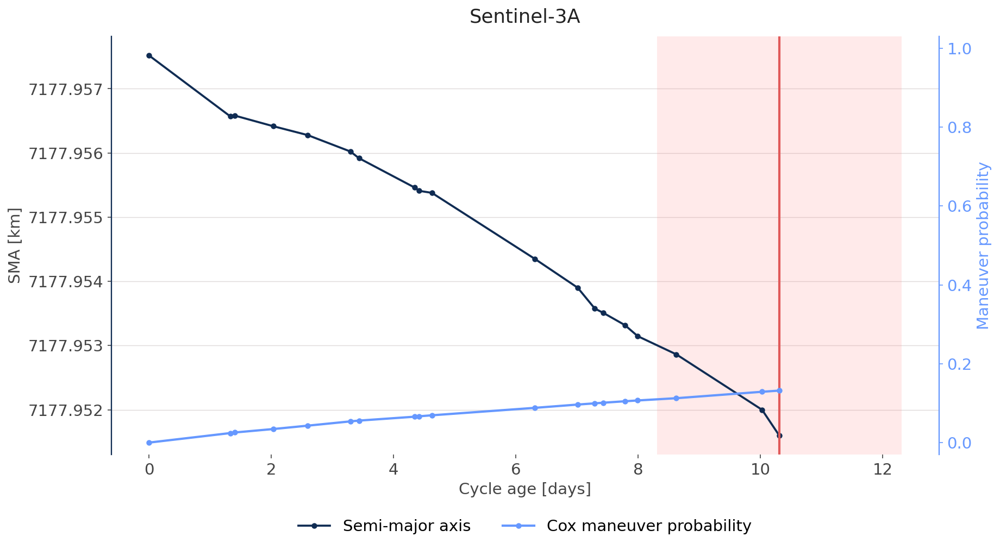 Sentinel-3A
7177.957
7177.956
7177.955
7177.954
7177.953
7177.952
SMA [km]
1.0
0.8
0.6
0.4
0.2
0.0
Maneuver probability
0 2 4 6 8 10 12
Cycle age [days]
Semi-major axis Cox maneuver probability